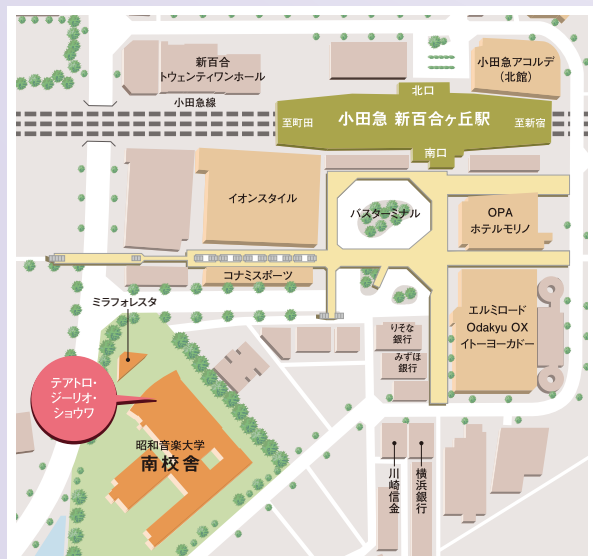 新百合
トウェンティワンホール
小田急アコルデ
(北館)
小田急線
北口
至町田
小田急 新百合ヶ丘駅
至新宿
南口
イオンスタイル
バスターミナル
OPA
ホテルモリノ
コナミスポーツ
ミラフォレスタ
エルミロード
Odakyu OX
イトーヨーカドー
りそな
銀行
みずほ
銀行
テアトロ・
ジーリオ・
ショウワ
昭和音楽大学
南校舎
川崎信金
横浜銀行